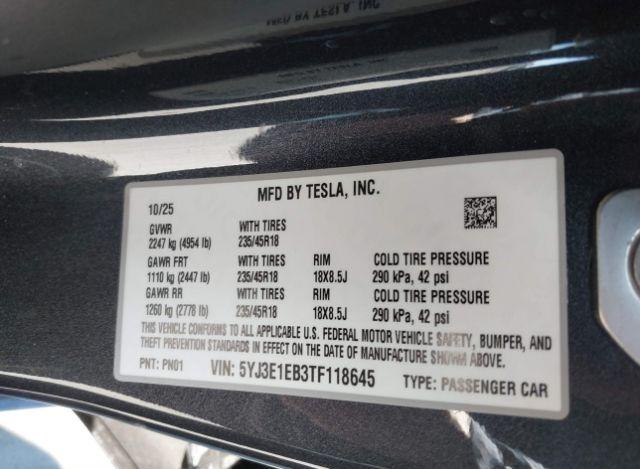 MFD BY TESLA, INC.
10/25
GVWR WITH TIRES
2247 kg (4954 lb) 235/45R18
GAWR FRT WITH TIRES RIM COLD TIRE PRESSURE
1110 kg (2447 lb) 235/45R18 18X8.5J 290 kPa, 42 psi
GAWR RR WITH TIRES RIM COLD TIRE PRESSURE
1260 kg (2778 lb) 235/45R18 18X8.5J 290 kPa, 42 psi
THIS VEHICLE CONFORMS TO ALL APPLICABLE U.S. FEDERAL MOTOR VEHICLE SAFETY, BUMPER, AND
THEFT PREVENTION STANDARDS IN EFFECT ON THE DATE OF MANUFACTURE SHOWN ABOVE.
PNT: PN01 VIN: 5YJ3E1EB3TF118645 TYPE: PASSENGER CAR